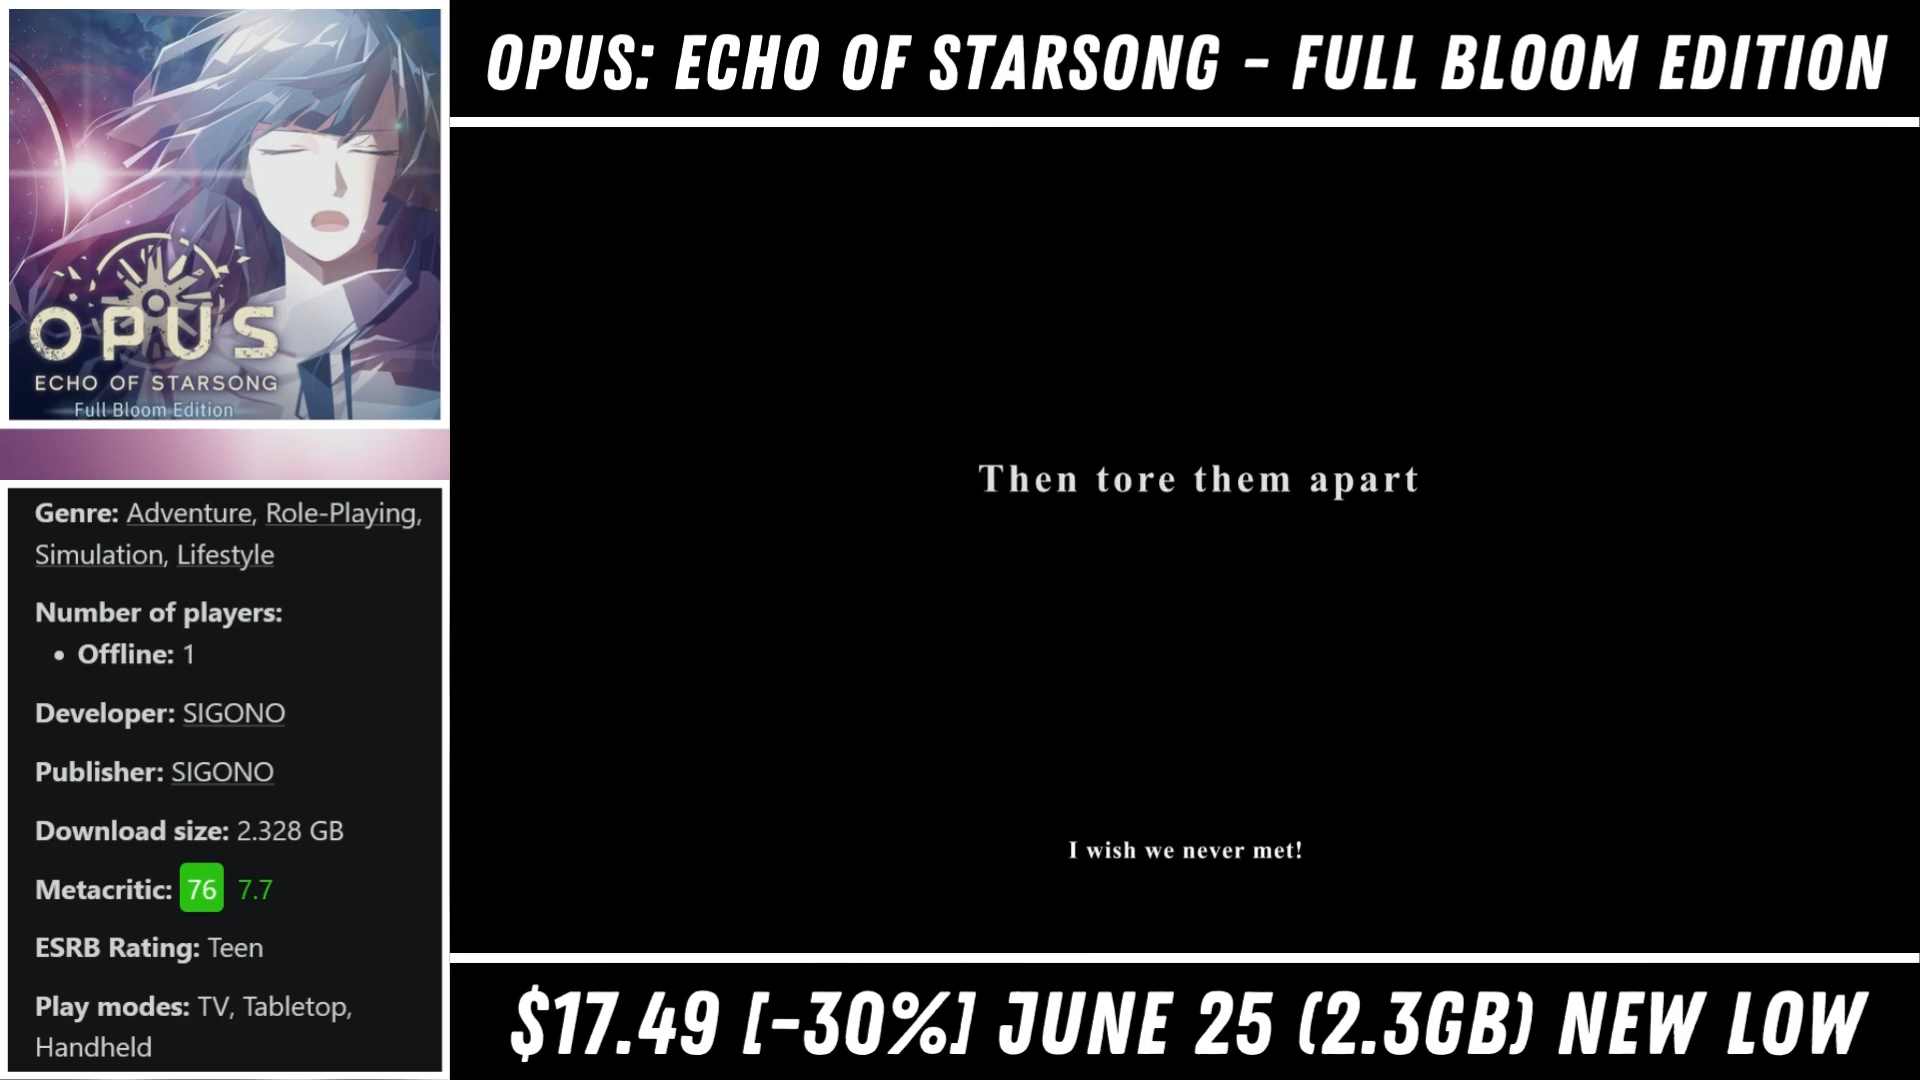 OPUS: ECHO OF STARSONG - FULL BLOOM EDITION
OPUS
ECHO OF STARSONG
Full Bloom Edition
Genre: Adventure, Role-Playing,
Simulation, Lifestyle
Number of players:
• Offline: 1
Developer: SIGONO
Publisher: SIGONO
Download size: 2.328 GB
Metacritic: 76 7.7
ESRB Rating: Teen
Play modes: TV, Tabletop,
Handheld
Then tore them apart
I wish we never met!
$17.49 [-30%] JUNE 25 (2.3GB) NEW LOW